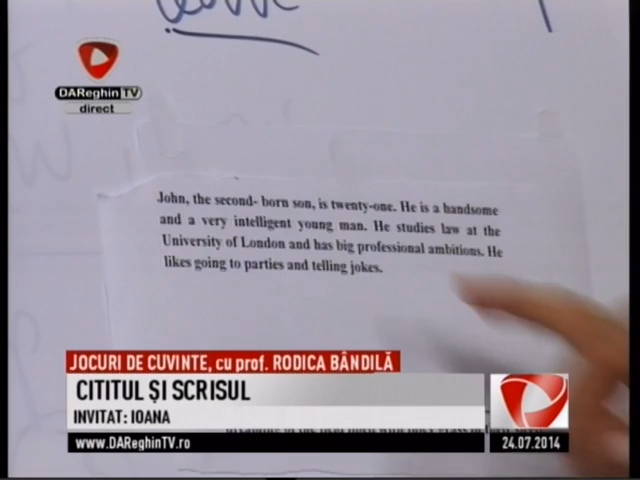 DAReghin TV
direct
John, the second- born son, is twenty-one. He is a handsome
and a very intelligent young man. He studies law at the
University of London and has big professional ambitions. He
likes going to parties and telling jokes.
JOCURI DE CUVINTE, cu prof. RODICA BÂNDILĂ
CITITUL ȘI SCRISUL
INVITAT: IOANA
www.DAReghinTV.ro
24.07.2014